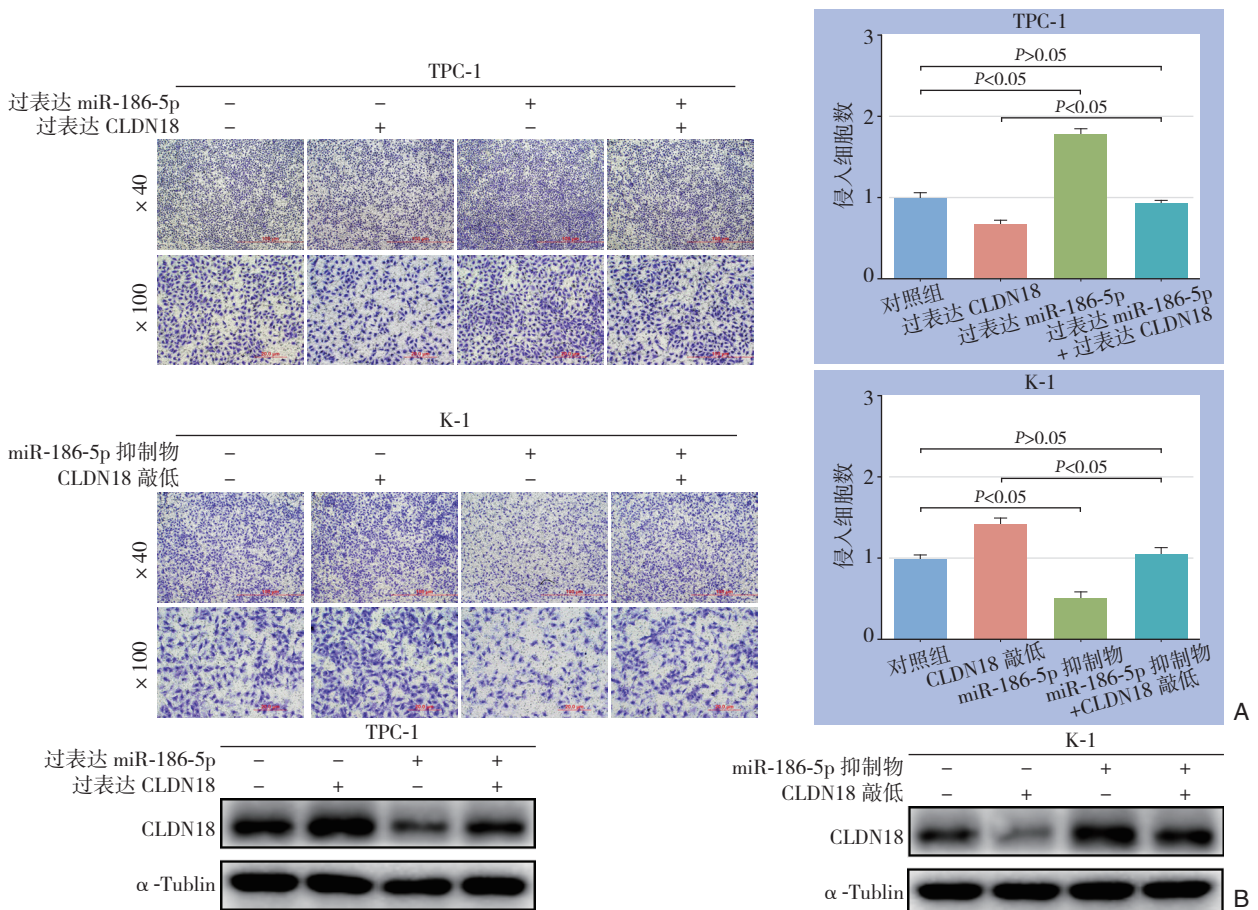 TPC-1
过表达 miR-186-5p − − + +
过表达 CLDN18 − + − +
×40
×100
TPC-1
3
2
1
0
侵入细胞数
P>0.05
P<0.05
P<0.05
对照组
过表达 CLDN18
过表达 miR-186-5p
过表达 miR-186-5p
+ 过表达 CLDN18
K-1
miR-186-5p 抑制物 − − + +
CLDN18 敲低 − + − +
×40
×100
K-1
3
2
1
0
侵入细胞数
P>0.05
P<0.05
P<0.05
对照组
CLDN18 敲低
miR-186-5p 抑制物
miR-186-5p 抑制物
+CLDN18 敲低
A
TPC-1
过表达 miR-186-5p − − + +
过表达 CLDN18 − + − +
CLDN18
α-Tublin
K-1
miR-186-5p 抑制物 − − + +
CLDN18 敲低 − + − +
CLDN18
α-Tublin
B